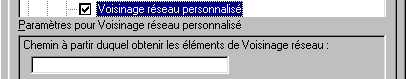 Voisinage réseau personnalisé
Paramètres pour Voisinage réseau personnalisé
Chemin à partir duquel obtenir les éléments de Voisinage réseau :